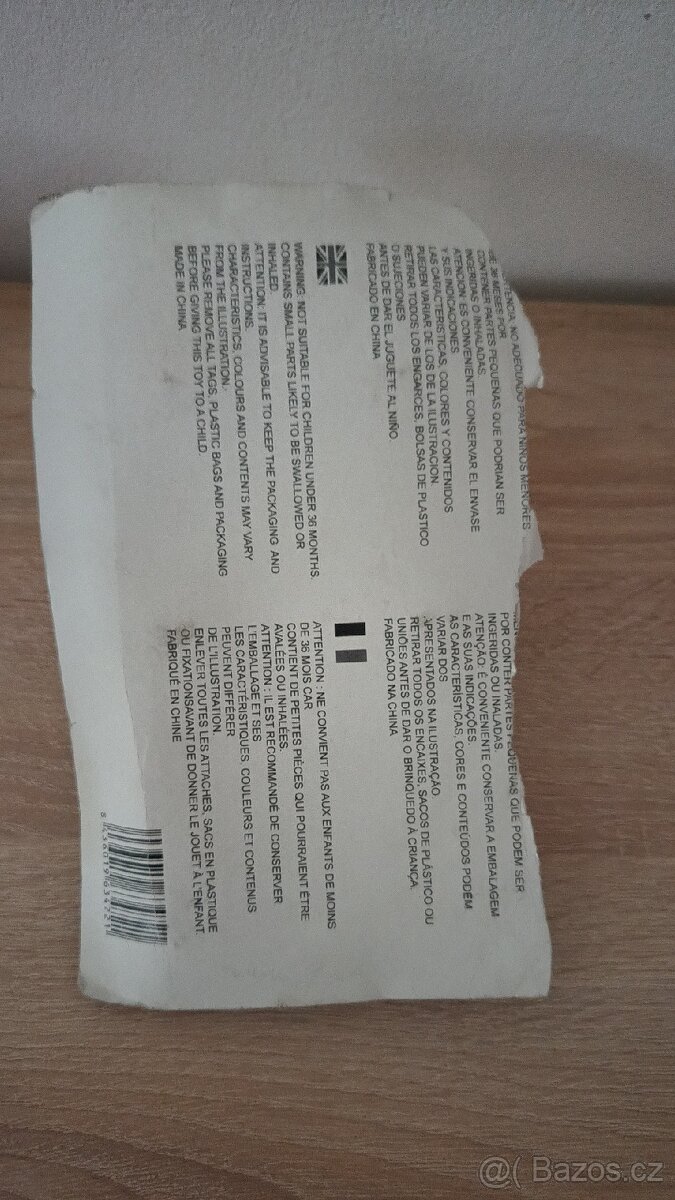 TENCIA: NO ADECUADO PARA NIÑOS MENORES
DE 36 MESES POR
CONTENER PARTES PEQUEÑAS QUE PODRIAN SER
INGERIDAS O INHALADAS.
ATENCION: ES CONVENIENTE CONSERVAR EL ENVASE
Y SUS INDICACIONES
LAS CARACTERISTICAS, COLORES Y CONTENIDOS
PUEDEN VARIAR DE LOS DE LA ILUSTRACION.
RETIRAR TODOS LOS ENGARCES, BOLSAS DE PLASTICO
O SUJECIONES
ANTES DE DAR EL JUGUETE AL NIÑO.
FABRICADO EN CHINA
POR CONTER PARTES PEQUENAS QUE PODEM SER
INGERIDAS OU INALADAS.
ATENÇÃO: É CONVENIENTE CONSERVAR A EMBALAGEM
E AS SUAS INDICAÇÕES.
AS CARACTERISTICAS, CORES E CONTEÚDOS PODEM
VARIAR DOS
APRESENTADOS NA ILUSTRAÇÃO.
RETIRAR TODOS OS ENCAIXES, SACOS DE PLÁSTICO OU
UNIÕES ANTES DE DAR O BRINQUEDO À CRIANÇA.
FABRICADO NA CHINA
WARNING: NOT SUITABLE FOR CHILDREN UNDER 36 MONTHS.
CONTAINS SMALL PARTS LIKELY TO BE SWALLOWED OR
INHALED.
ATTENTION: IT IS ADVISABLE TO KEEP THE PACKAGING AND
INSTRUCTIONS.
CHARACTERISTICS, COLOURS AND CONTENTS MAY VARY
FROM THE ILLUSTRATION.
PLEASE REMOVE ALL TAGS, PLASTIC BAGS AND PACKAGING
BEFORE GIVING THIS TOY TO A CHILD
MADE IN CHINA
ATTENTION : NE CONVIENT PAS AUX ENFANTS DE MOINS
DE 36 MOIS CAR
CONTIENT DE PETITES PIÈCES QUI POURRAIENT ÊTRE
AVALÉES OU INHALÉES.
ATTENTION : IL EST RECOMMANDÉ DE CONSERVER
L'EMBALLAGE ET SES
LES CARACTÉRISTIQUES, COULEURS ET CONTENUS
PEUVENT DIFFÉRER
DE L'ILLUSTRATION.
ENLEVER TOUTES LES ATTACHES, SACS EN PLASTIQUE
OU FIXATIONSAVANT DE DONNER LE JOUET À L'ENFANT
FABRIQUÉ EN CHINE
@( Bazos.cz